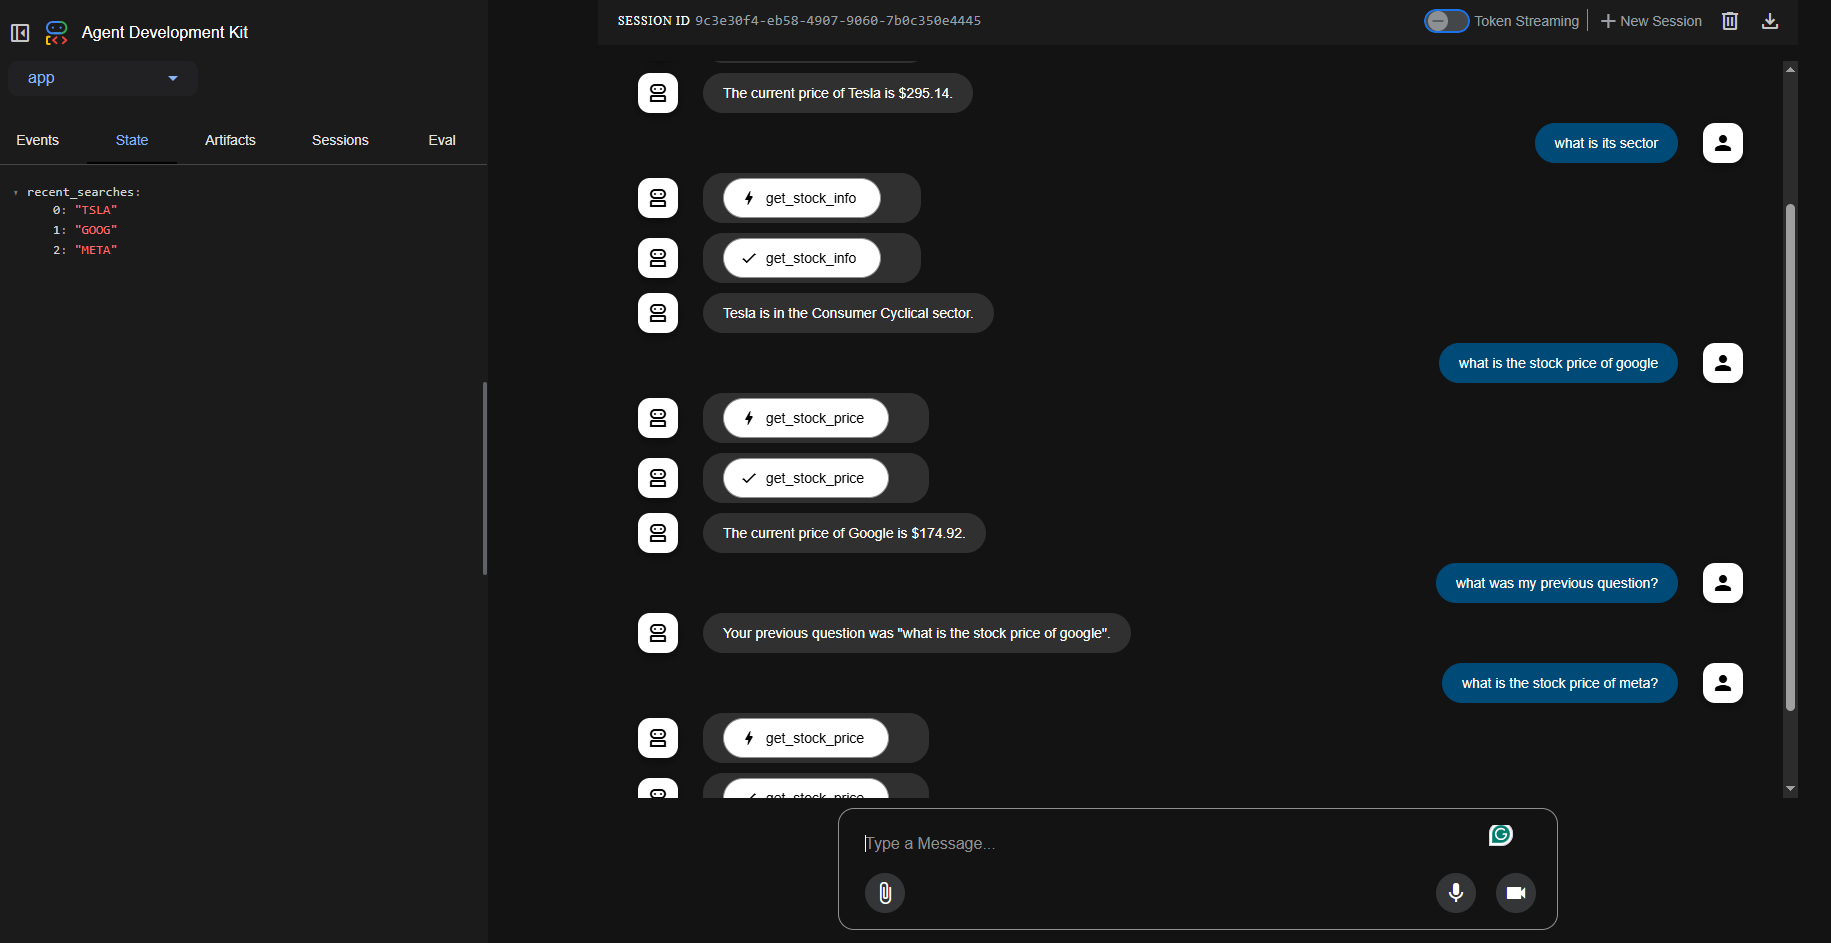 Agent Development Kit
app
Events State Artifacts Sessions Eval
recent_searches:
0: "TSLA"
1: "GOOG"
2: "META"
SESSION ID 9c3e30f4-eb58-4907-9060-7b0c350e4445
Token Streaming
New Session
The current price of Tesla is $295.14.
what is its sector
get_stock_info
get_stock_info
Tesla is in the Consumer Cyclical sector.
what is the stock price of google
get_stock_price
get_stock_price
The current price of Google is $174.92.
what was my previous question?
Your previous question was "what is the stock price of google".
what is the stock price of meta?
get_stock_price
get_stock_price
Type a Message...